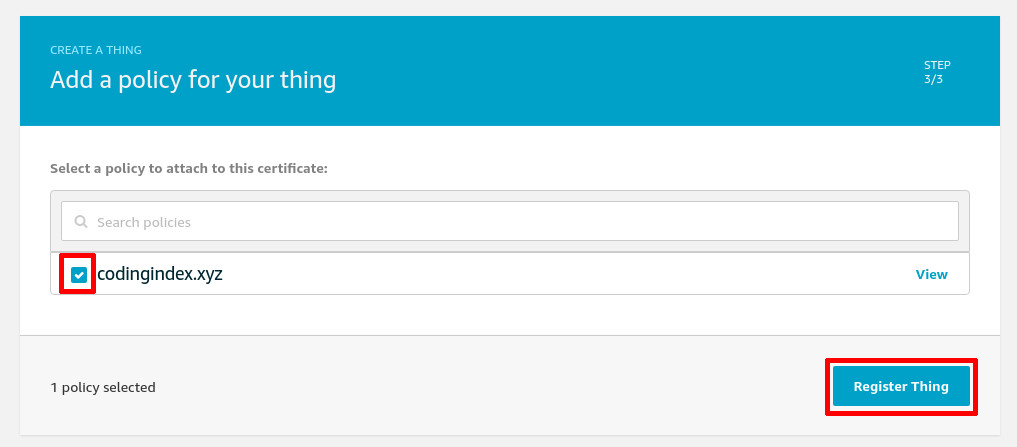 CREATE A THING
Add a policy for your thing
STEP
3/3
Select a policy to attach to this certificate:
Search policies
codingindex.xyz
View
1 policy selected
Register Thing